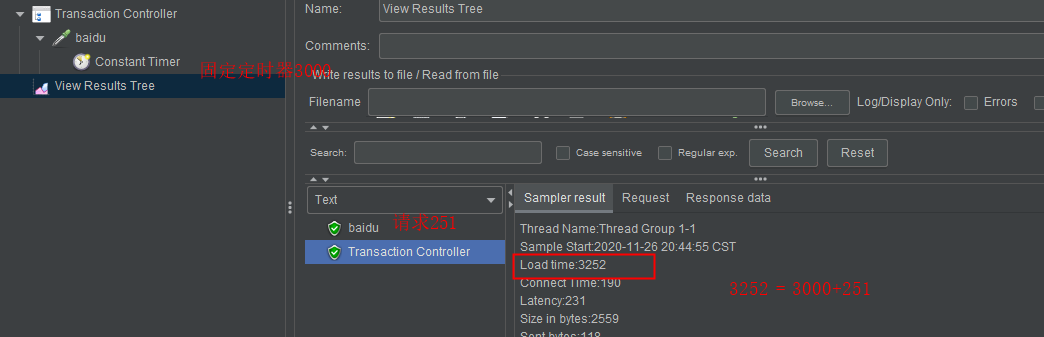 Transaction Controller
baidu
Constant Timer
固定定时器3000
View Results Tree
Name: View Results Tree
Comments:
Write results to file / Read from file
Filename Browse... Log/Display Only: Errors
Search: Case sensitive Regular exp. Search Reset
Text
请求251
baidu
Transaction Controller
Sampler result Request Response data
Thread Name:Thread Group 1-1
Sample Start:2020-11-26 20:44:55 CST
Load time:3252
Connect Time:190
3252 = 3000+251
Latency:231
Size in bytes:2559
Sent bytes:118